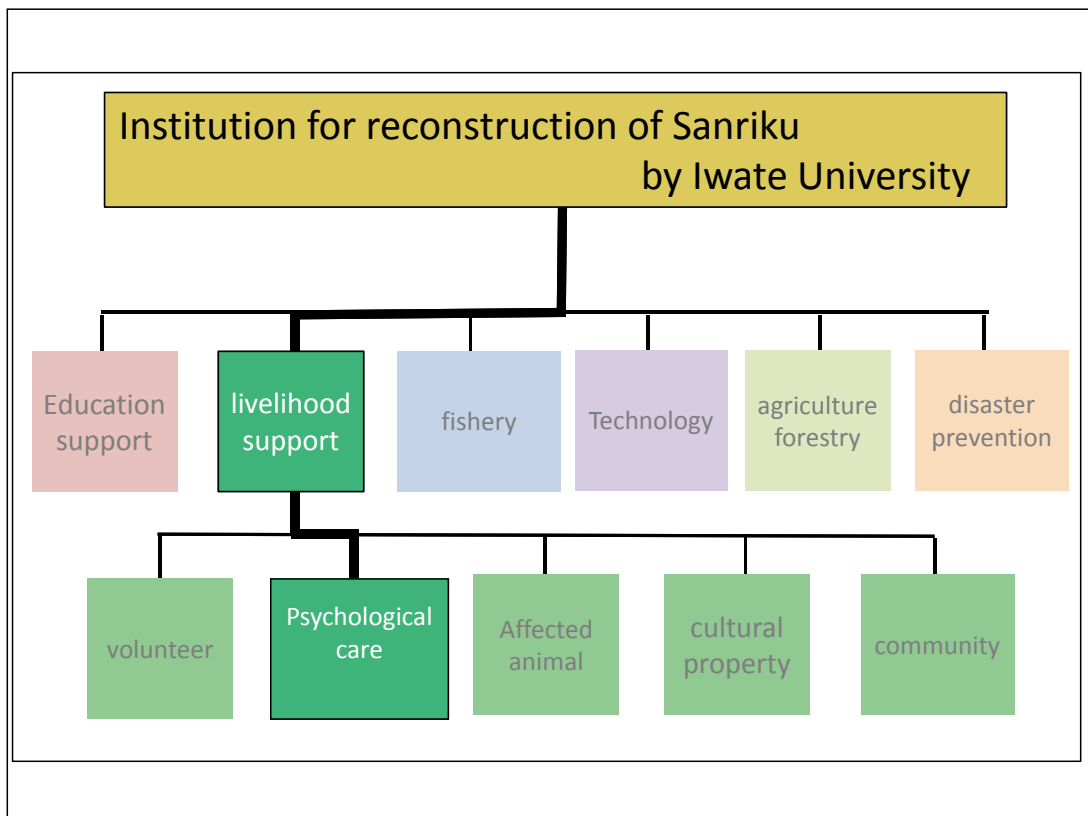 Institution for reconstruction of Sanriku
by Iwate University
Education
support
livelihood
support
fishery
Technology
agriculture
forestry
disaster
prevention
volunteer
Psychological
care
Affected
animal
cultural
property
community